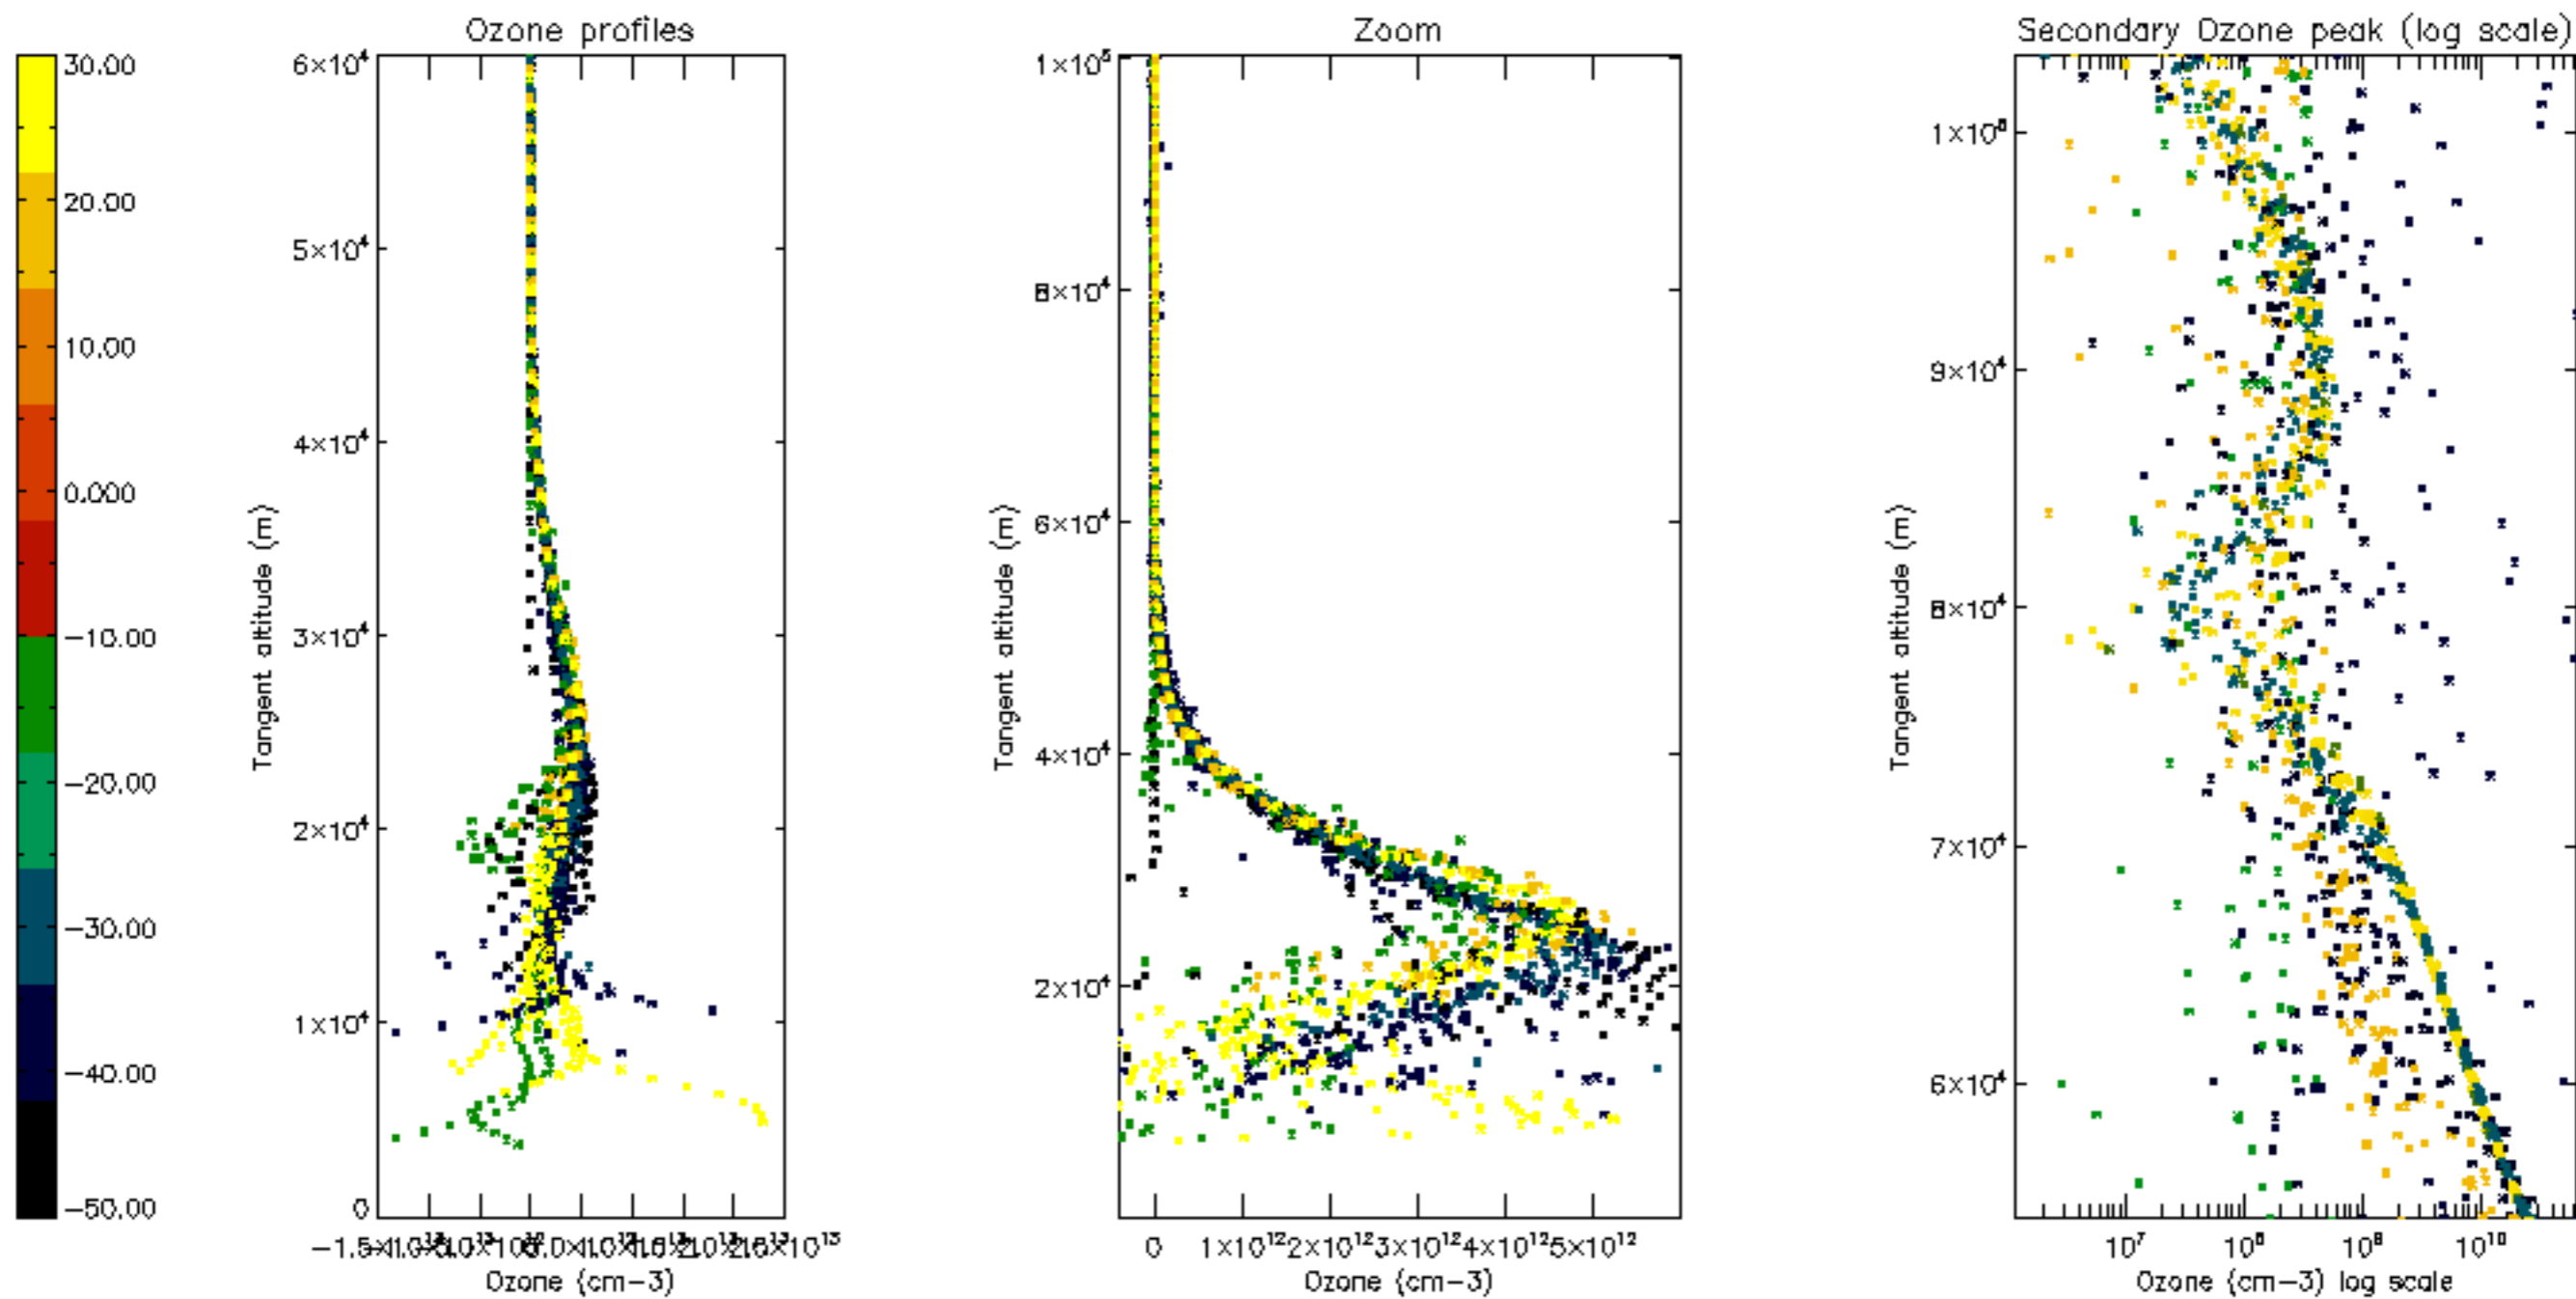 Ozone profiles
Zoom
Secondary Ozone peak (log scale)
30.00
20.00
10.00
0.000
-10.00
-20.00
-30.00
-40.00
-50.00
6×10⁴
5×10⁴
4×10⁴
3×10⁴
2×10⁴
1×10⁴
0
Tangent altitude (m)
Ozone (cm-3)
1×10⁵
8×10⁴
6×10⁴
4×10⁴
2×10⁴
Tangent altitude (m)
0 1×10¹² 2×10¹² 3×10¹² 4×10¹² 5×10¹²
Ozone (cm-3)
9×10⁴
8×10⁴
7×10⁴
6×10⁴
Tangent altitude (m)
10⁷ 10⁸ 10⁹ 10¹⁰
Ozone (cm-3) log scale